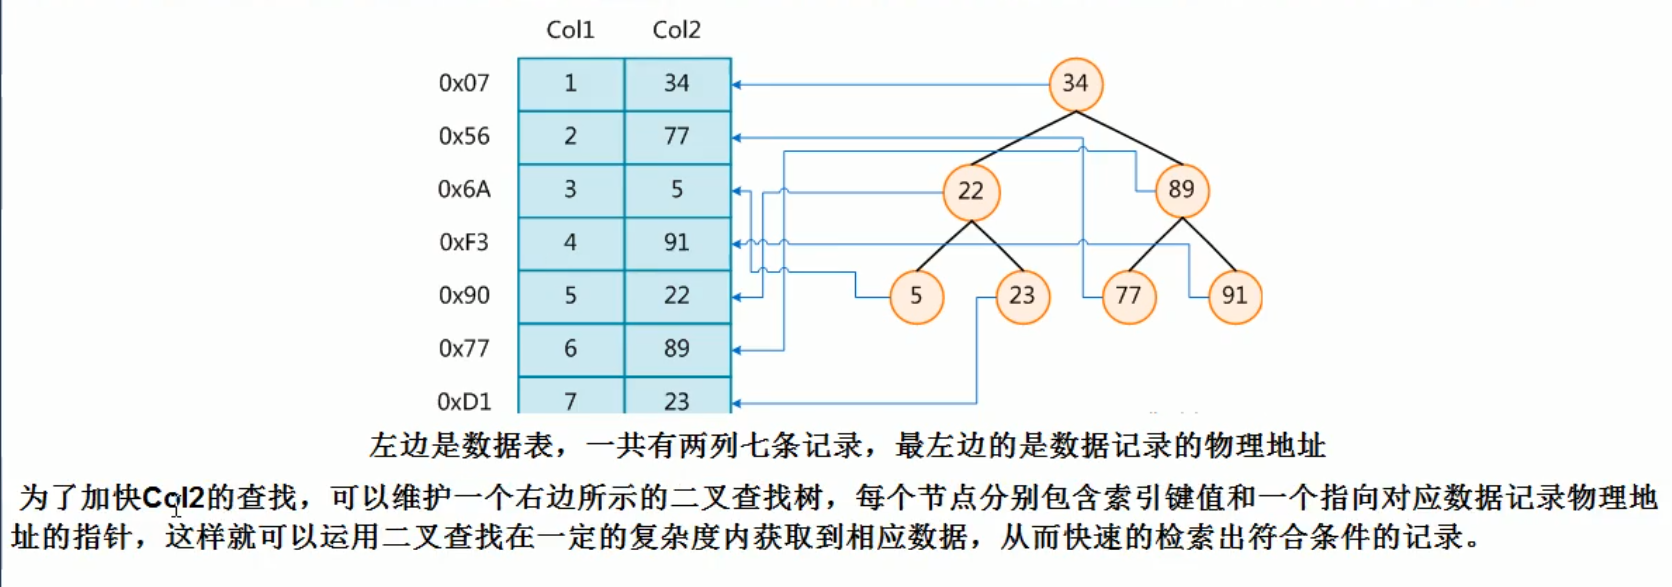 Col1 Col2
0x07 1 34 34
0x56 2 77
0x6A 3 5 22 89
0xF3 4 91
0x90 5 22 5 23 77 91
0x77 6 89
0xD1 7 23
左边是数据表，一共有两列七条记录，最左边的是数据记录的物理地址
为了加快Col2的查找，可以维护一个右边所示的二叉查找树，每个节点分别包含索引键值和一个指向对应数据记录物理地
址的指针，这样就可以运用二叉查找在一定的复杂度内获取到相应数据，从而快速的检索出符合条件的记录。